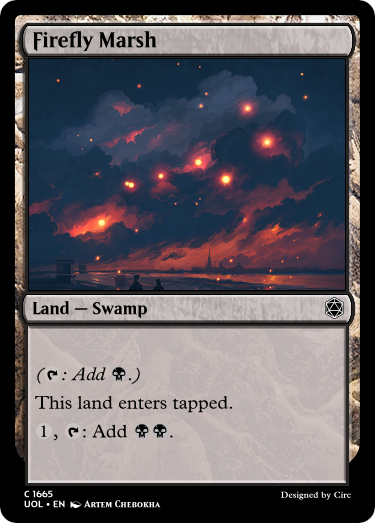 Firefly Marsh
Land — Swamp
(: Add .)
This land enters tapped.
1, : Add .
C 1665
UOL • EN Artem Chebokha
Designed by Circ